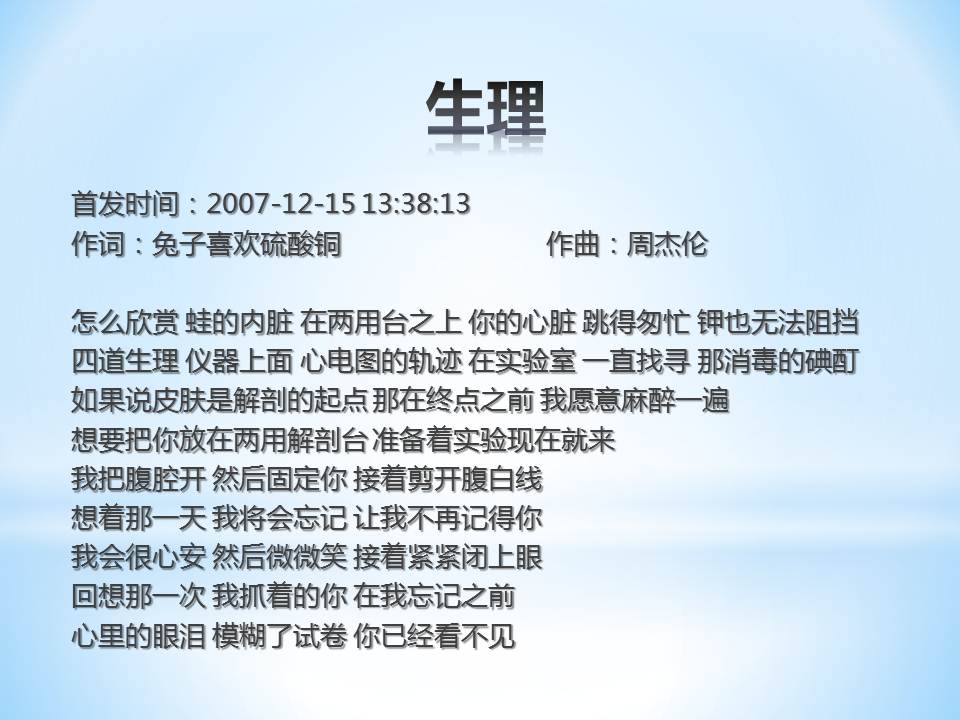 生理
首发时间：2007-12-15 13:38:13
作词：兔子喜欢硫酸铜 作曲：周杰伦
怎么欣赏 蛙的内脏 在两用台之上 你的心脏 跳得匆忙 钾也无法阻挡
四道生理 仪器上面 心电图的轨迹 在实验室 一直找寻 那消毒的碘酊
如果说皮肤是解剖的起点 那在终点之前 我愿意麻醉一遍
想要把你放在两用解剖台 准备着实验现在就来
我把腹腔开 然后固定你 接着剪开腹白线
想着那一天 我将会忘记 让我不再记得你
我会很心安 然后微微笑 接着紧紧闭上眼
回想那一次 我抓着的你 在我忘记之前
心里的眼泪 模糊了试卷 你已经看不见